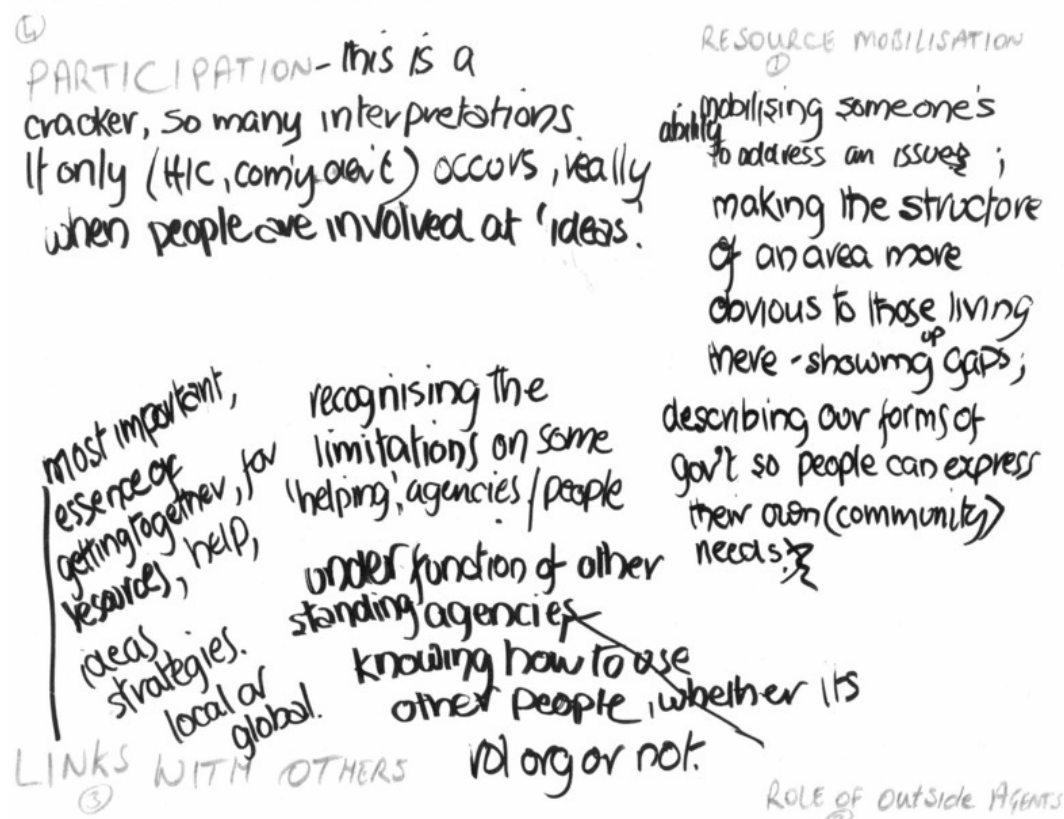 4
PARTICIPATION - this is a
cracker, so many interpretations.
It only (H/C, com'y dev't) occurs, really
when people are involved at 'ideas'.
RESOURCE MOBILISATION
1
mobilising someone's
ability to address an issue ;
making the structure
of an area more
obvious to those living
there - showing up gaps;
describing our forms of
gov't so people can express
their own (community)
needs.
most important,
essence of
getting together, for
resources, help,
ideas
strategies.
local or
global.
LINKS WITH OTHERS
3
recognising the
limitations on some
'helping', agencies/people
under function of other
standing agencies
knowing how to use
other people, whether its
vol org or not.
ROLE OF OUTSIDE AGENTS